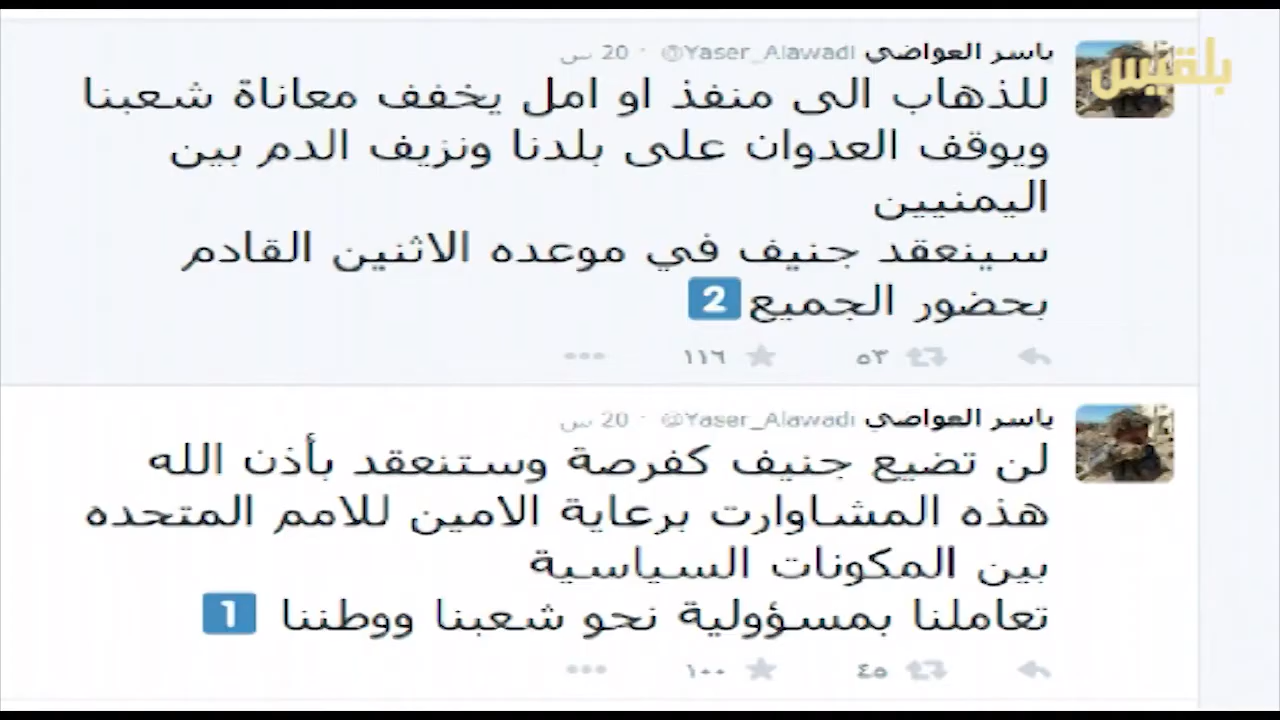 بلقيس
ياسر العواضي @Yaser_Alawadi · 20 س
للذهاب الى منفذ او امل يخفف معاناة شعبنا
ويوقف العدوان على بلدنا ونزيف الدم بين
اليمنيين
سينعقد جنيف في موعده الاثنين القادم
بحضور الجميع 2
٥٣ ١١٦
ياسر العواضي @Yaser_Alawadi · 20 س
لن تضيع جنيف كفرصة وستنعقد بأذن الله
هذه المشاوارت برعاية الامين للامم المتحده
بين المكونات السياسية
تعاملنا بمسؤولية نحو شعبنا ووطننا 1
٤٥ ١٠٠